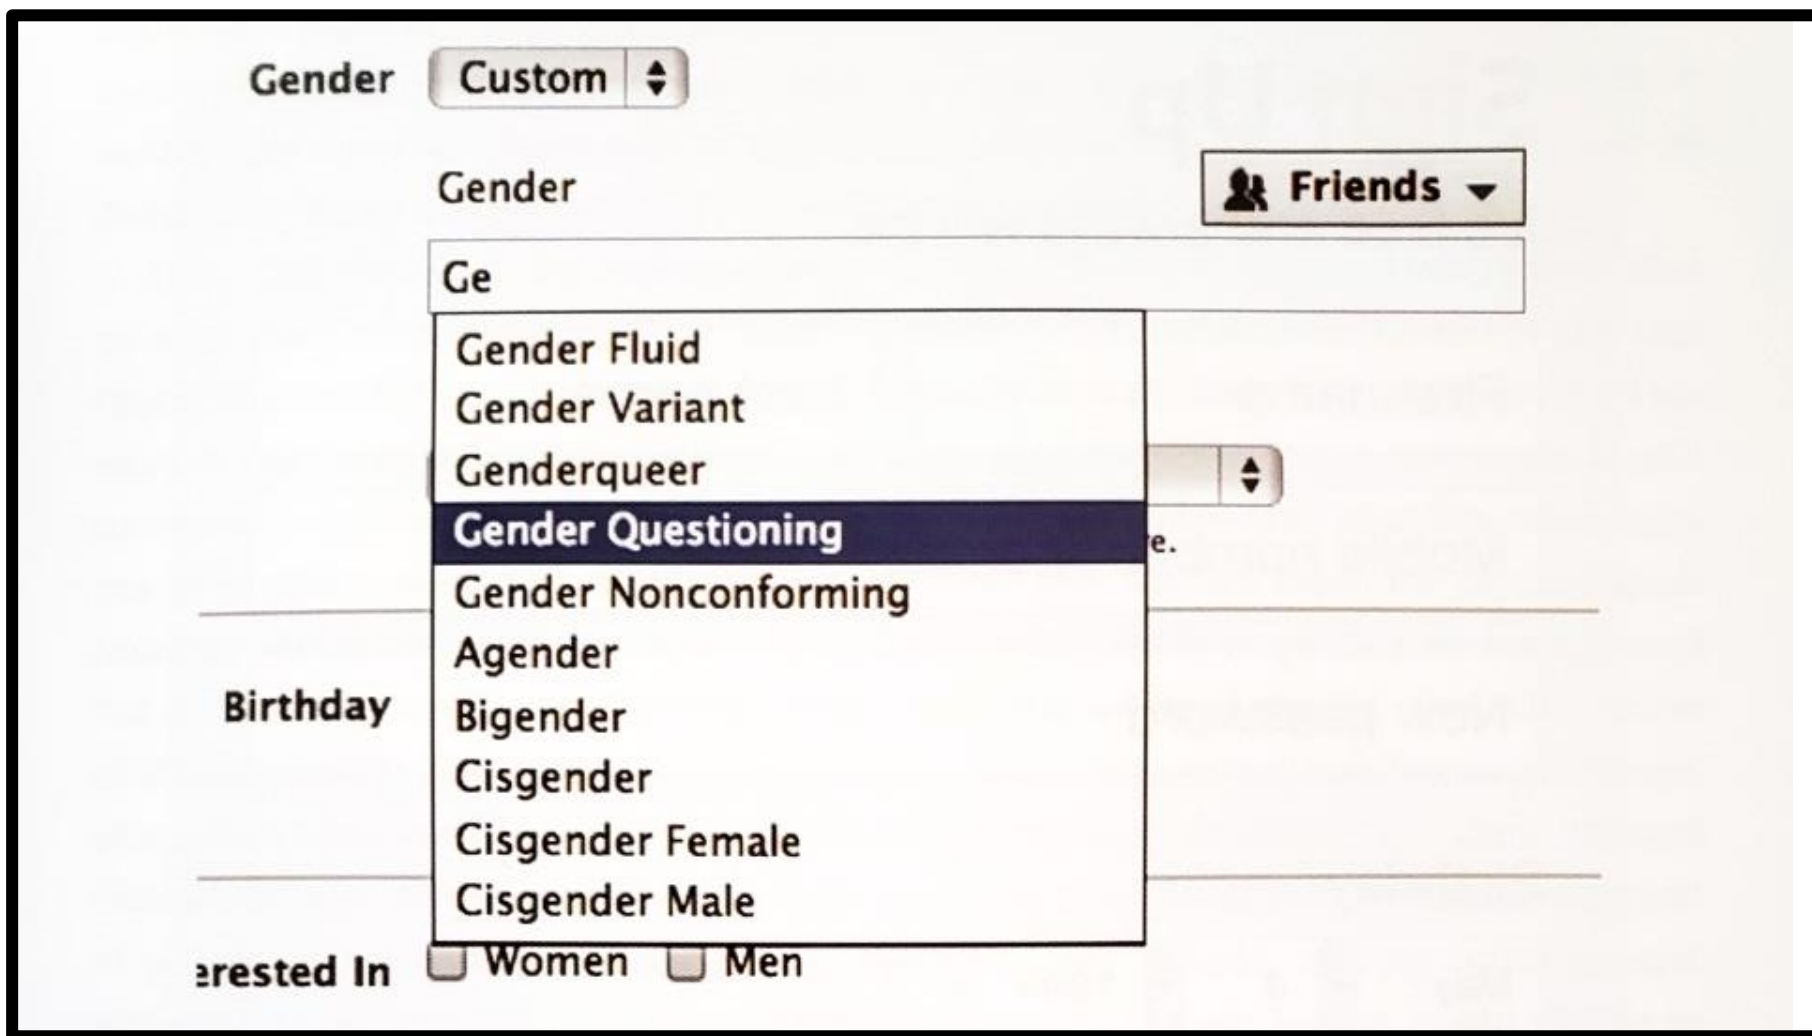 Gender Custom
Gender Friends
Ge
Gender Fluid
Gender Variant
Genderqueer
Gender Questioning
e.
Gender Nonconforming
Agender
Birthday
Bigender
Cisgender
Cisgender Female
Cisgender Male
erested In Women Men